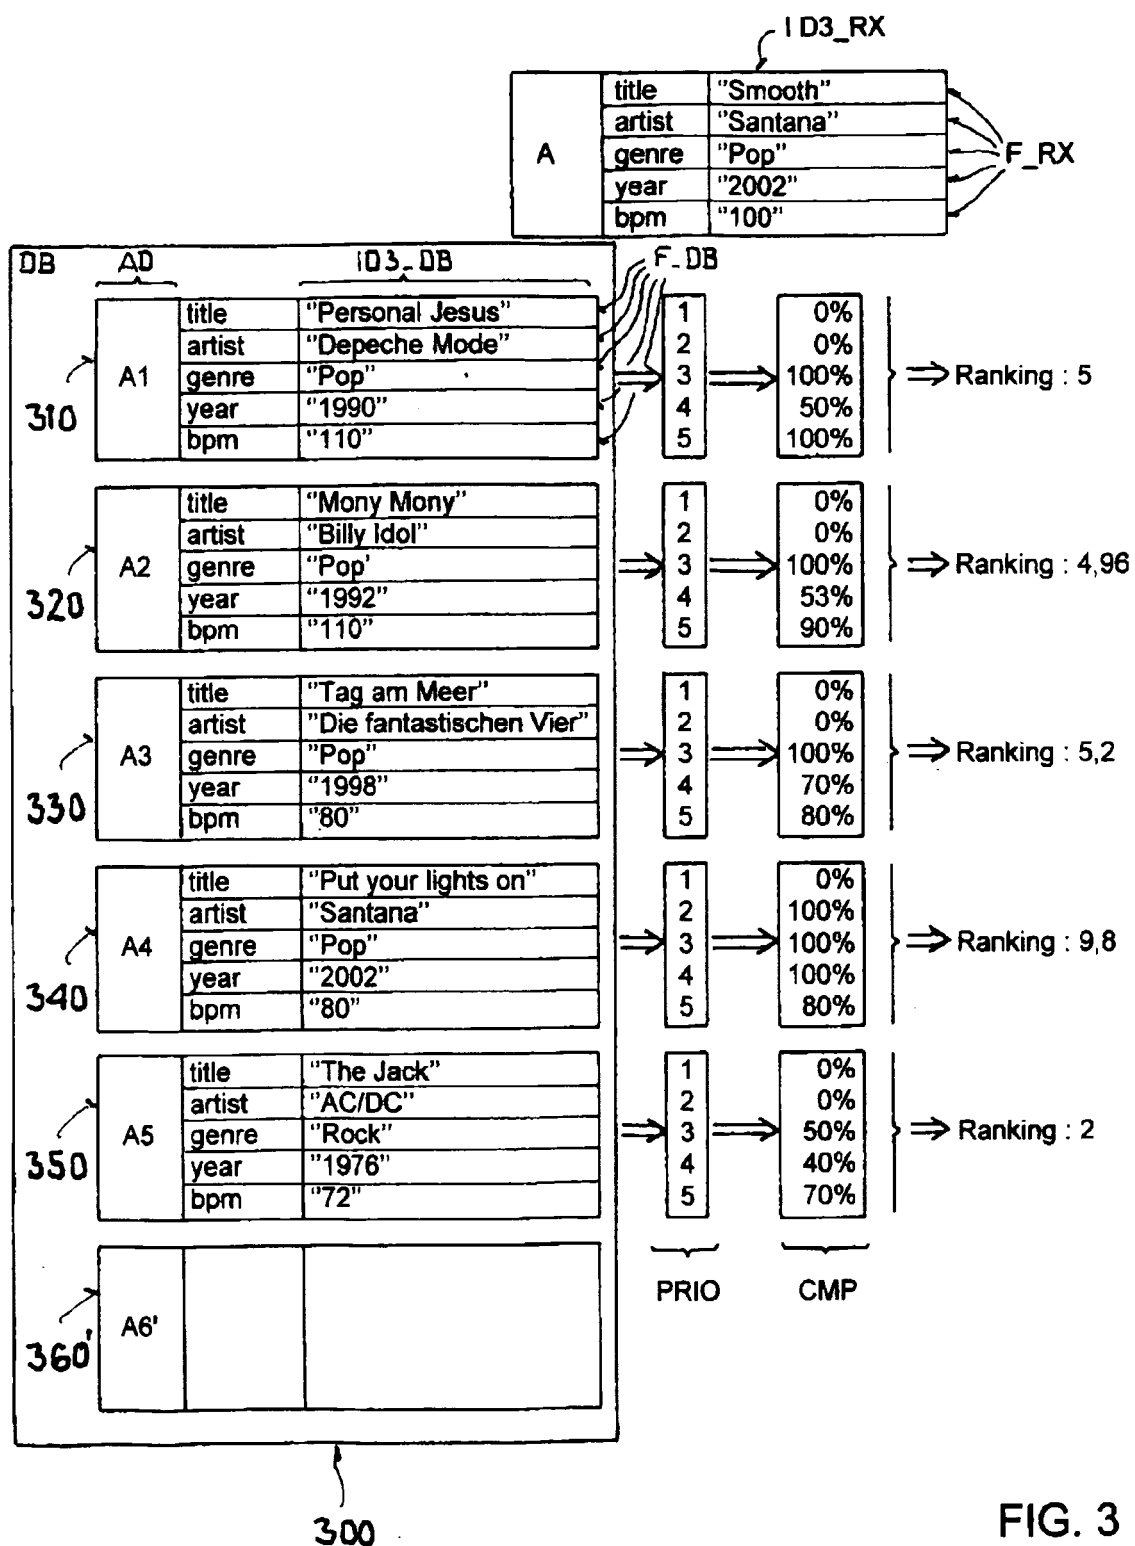 ID3_RX
A
title "Smooth"
artist "Santana"
genre "Pop"
year "2002"
bpm "100"
F_RX
DB AD ID3_DB F_DB
310
A1
title "Personal Jesus" 1 0%
artist "Depeche Mode" 2 0%
genre "Pop" 3 100% Ranking : 5
year "1990" 4 50%
bpm "110" 5 100%
320
A2
title "Mony Mony" 1 0%
artist "Billy Idol" 2 0%
genre "Pop' 3 100% Ranking : 4,96
year "1992" 4 53%
bpm "110" 5 90%
330
A3
title "Tag am Meer" 1 0%
artist "Die fantastischen Vier" 2 0%
genre "Pop" 3 100% Ranking : 5,2
year "1998" 4 70%
bpm "80" 5 80%
340
A4
title "Put your lights on" 1 0%
artist "Santana" 2 100%
genre "Pop" 3 100% Ranking : 9,8
year "2002" 4 100%
bpm "80" 5 80%
350
A5
title "The Jack" 1 0%
artist "AC/DC" 2 0%
genre "Rock" 3 50% Ranking : 2
year "1976" 4 40%
bpm "72" 5 70%
PRIO CMP
360'
A6'
300
FIG. 3